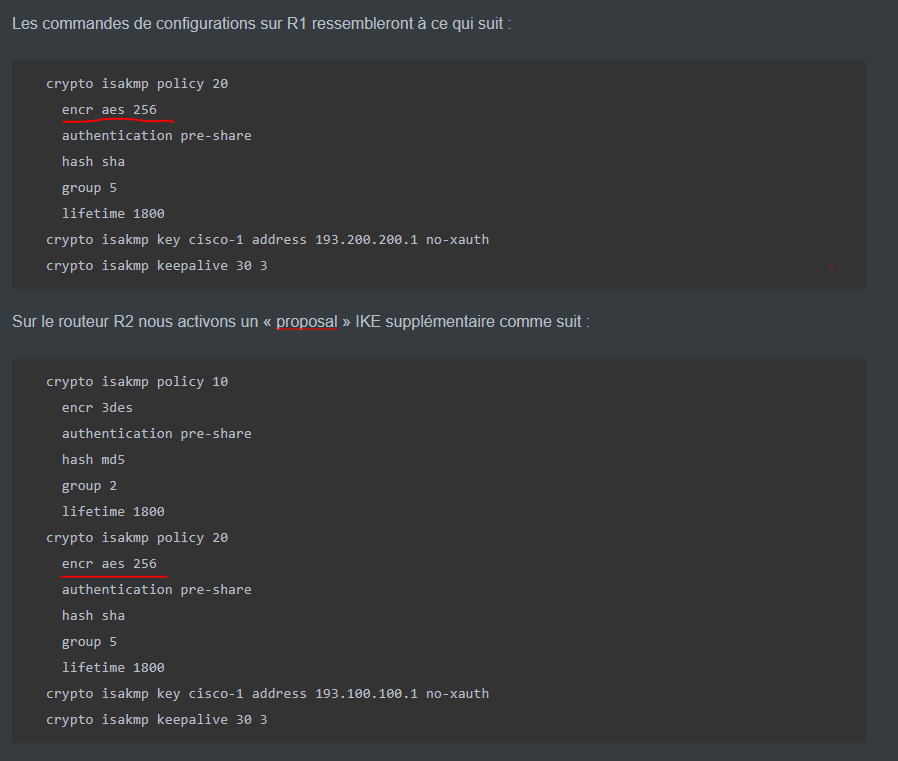 Les commandes de configurations sur R1 ressembleront à ce qui suit :
crypto isakmp policy 20
encr aes 256
authentication pre-share
hash sha
group 5
lifetime 1800
crypto isakmp key cisco-1 address 193.200.200.1 no-xauth
crypto isakmp keepalive 30 3
Sur le routeur R2 nous activons un « proposal » IKE supplémentaire comme suit :
crypto isakmp policy 10
encr 3des
authentication pre-share
hash md5
group 2
lifetime 1800
crypto isakmp policy 20
encr aes 256
authentication pre-share
hash sha
group 5
lifetime 1800
crypto isakmp key cisco-1 address 193.100.100.1 no-xauth
crypto isakmp keepalive 30 3